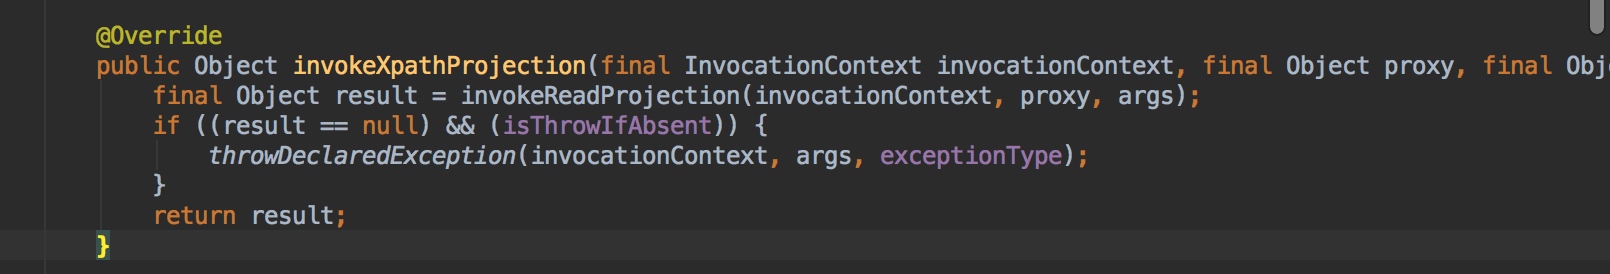 @Override
public Object invokeXpathProjection(final InvocationContext invocationContext, final Object proxy, final Obj
final Object result = invokeReadProjection(invocationContext, proxy, args);
if ((result == null) && (isThrowIfAbsent)) {
throwDeclaredException(invocationContext, args, exceptionType);
}
return result;
}